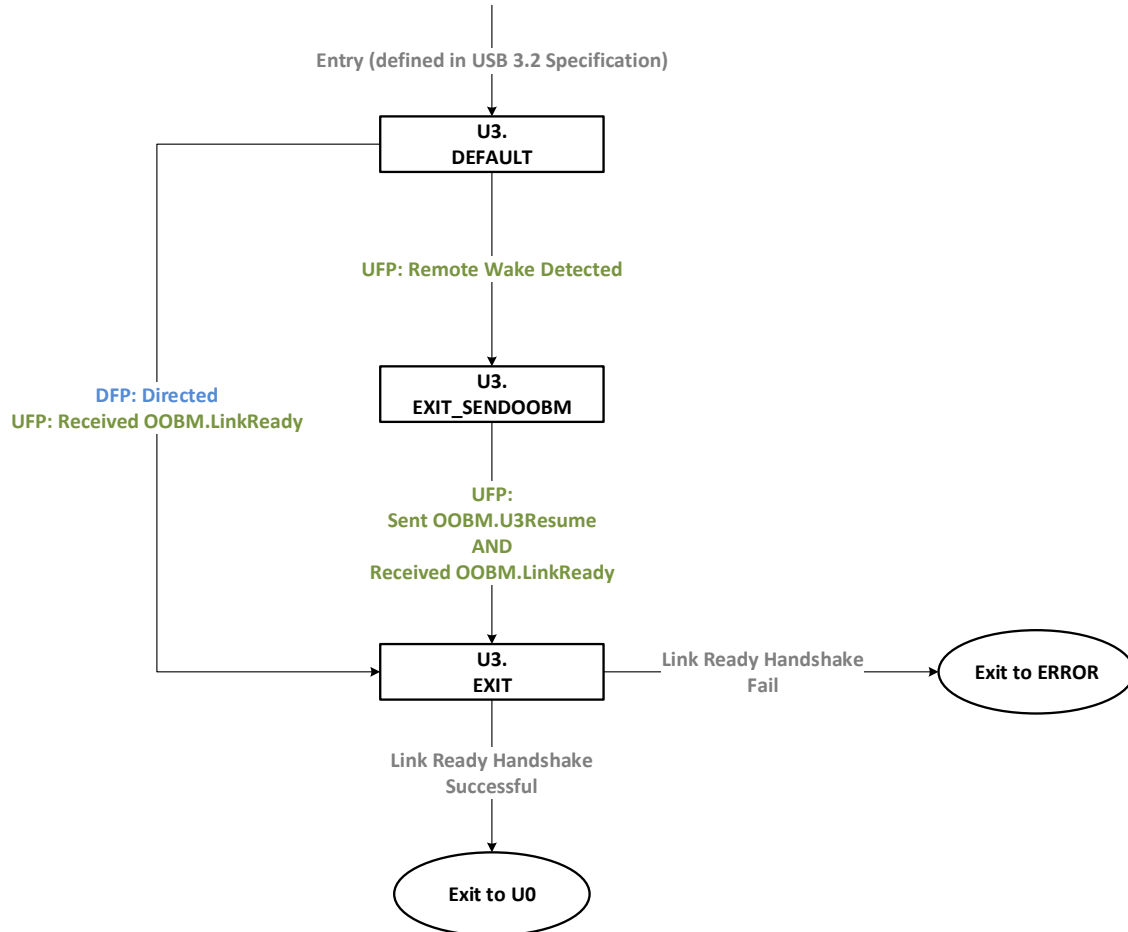 Entry (defined in USB 3.2 Specification)
U3.
DEFAULT
UFP: Remote Wake Detected
DFP: Directed
UFP: Received OOBM.LinkReady
U3.
EXIT_SENDOOBM
UFP:
Sent OOBM.U3Resume
AND
Received OOBM.LinkReady
U3.
EXIT
Link Ready Handshake
Fail
Exit to ERROR
Link Ready Handshake
Successful
Exit to U0